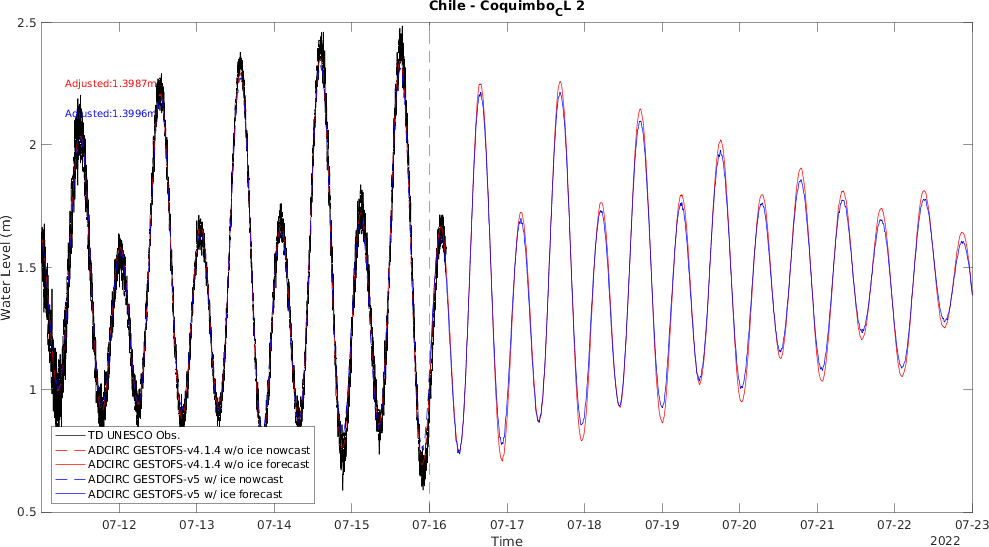 Chile - Coquimbo_CL 2
Water Level (m)
2.5
2
1.5
1
0.5
Adjusted:1.3987m
Adjusted:1.3996m
TD UNESCO Obs.
ADCIRC GESTOFS-v4.1.4 w/o ice nowcast
ADCIRC GESTOFS-v4.1.4 w/o ice forecast
ADCIRC GESTOFS-v5 w/ ice nowcast
ADCIRC GESTOFS-v5 w/ ice forecast
07-12 07-13 07-14 07-15 07-16 07-17 07-18 07-19 07-20 07-21 07-22 07-23
Time
2022